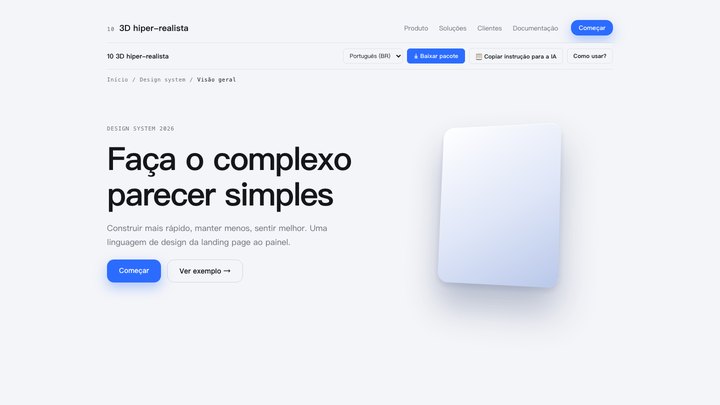 10 3D hiper-realista
Produto Soluções Clientes Documentação Começar
10 3D hiper-realista
Português (BR) Baixar pacote Copiar instrução para a IA Como usar?
Início / Design system / Visão geral
DESIGN SYSTEM 2026
Faça o complexo
parecer simples
Construir mais rápido, manter menos, sentir melhor. Uma
linguagem de design da landing page ao painel.
Começar Ver exemplo →